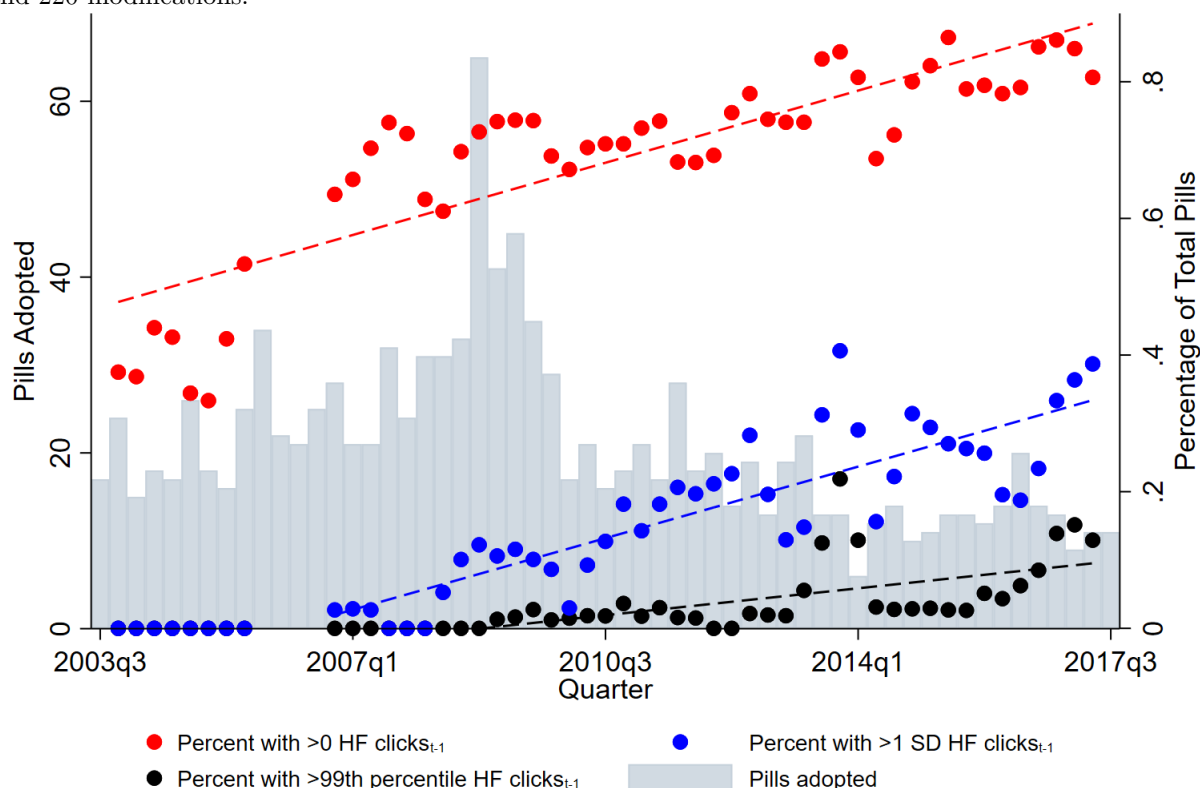 60
40
20
0
Pills Adopted
.8
.6
.4
.2
0
Percentage of Total Pills
2003q3 2007q1 2010q3 2014q1 2017q3
Quarter
Percent with >0 HF clicks t-1 Percent with >1 SD HF clicks t-1
Percent with >99th percentile HF clicks t-1 Pills adopted